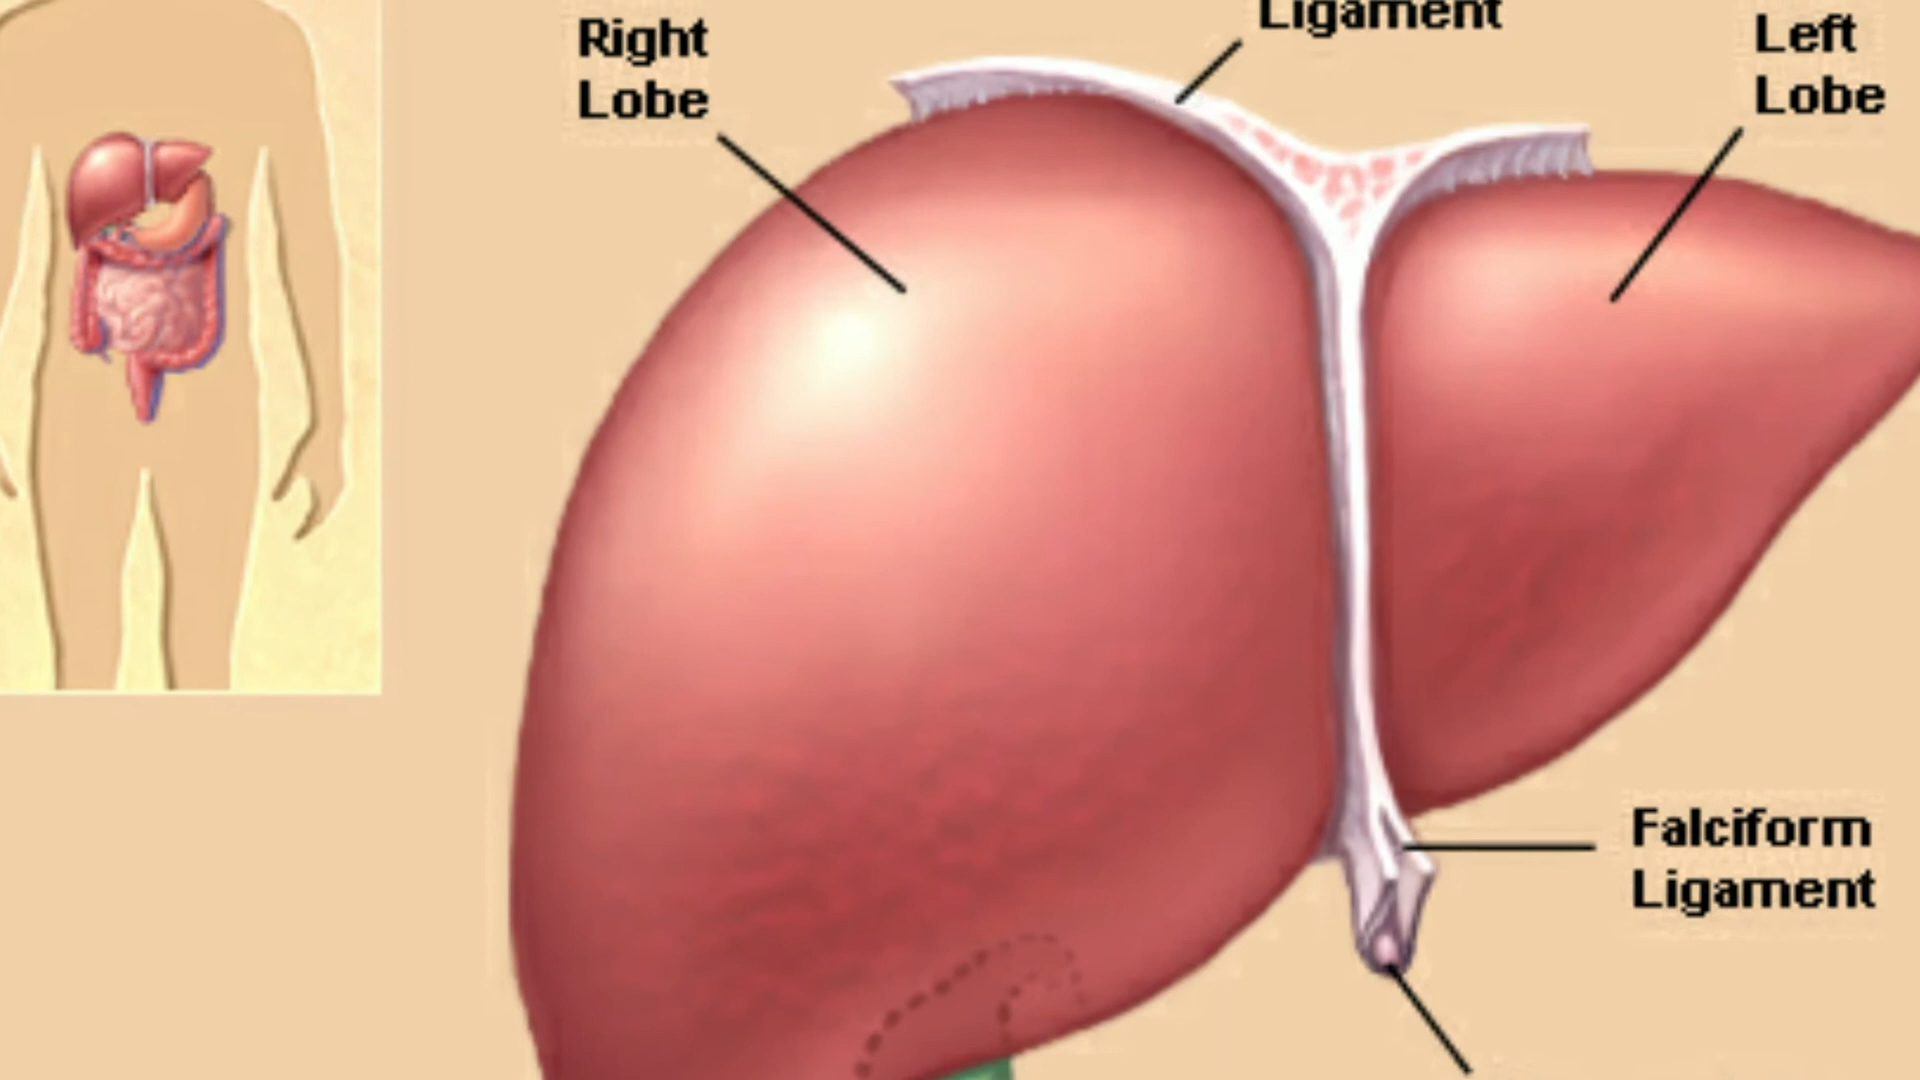 Right
Lobe
Ligament
Left
Lobe
Falciform
Ligament